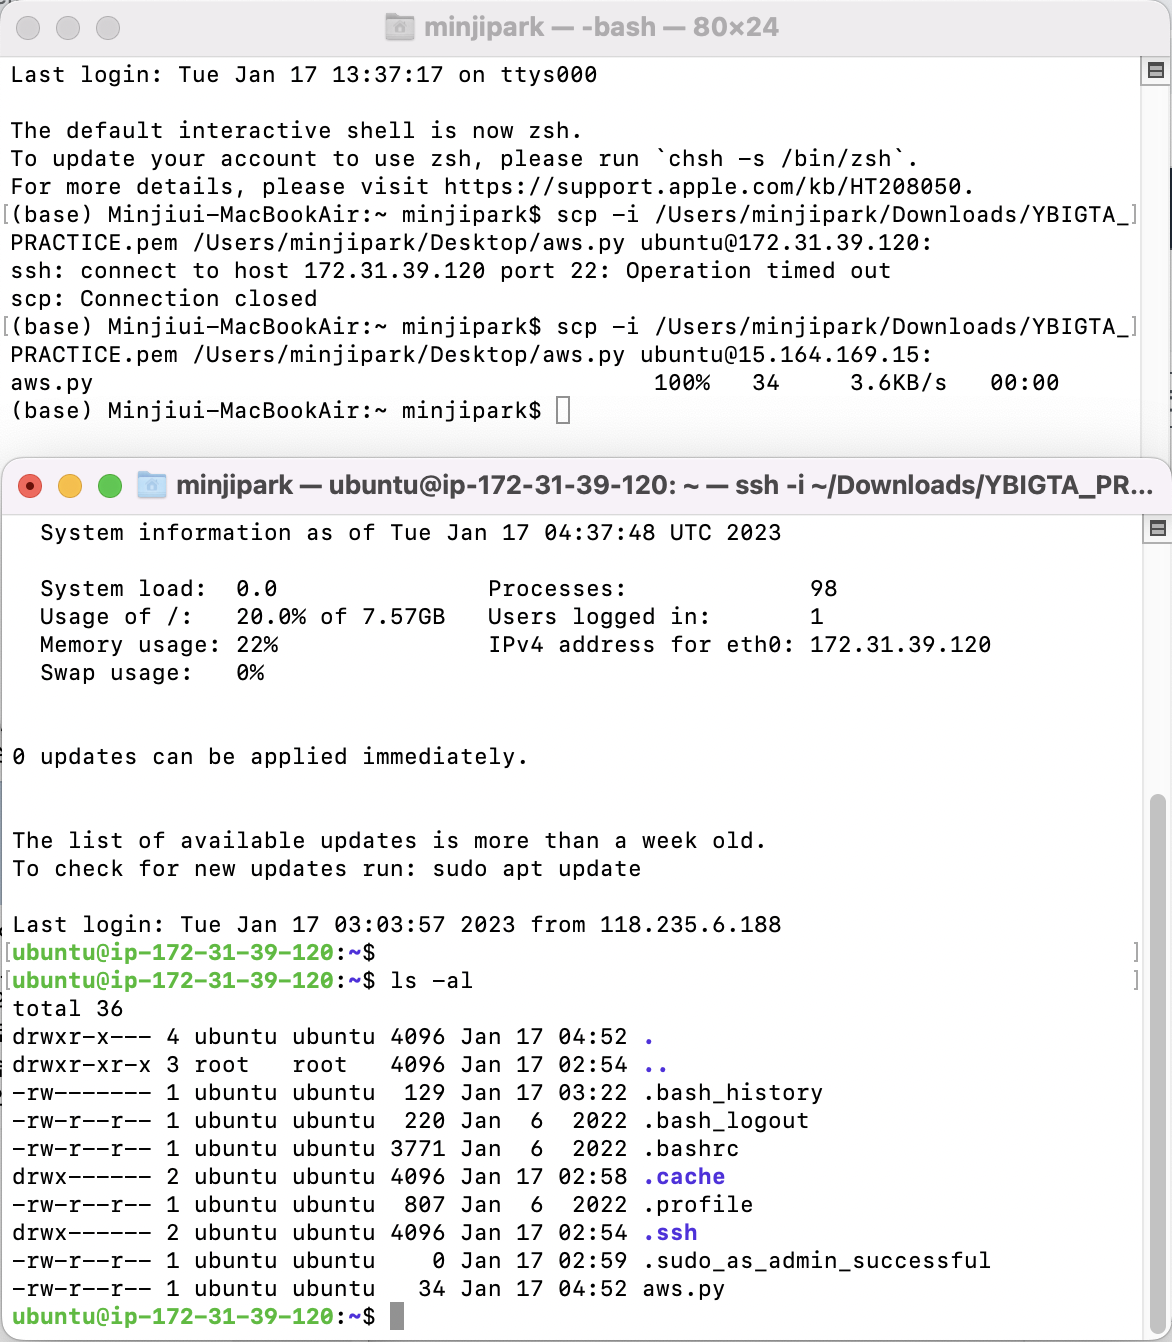 minjipark — -bash — 80×24
Last login: Tue Jan 17 13:37:17 on ttys000
The default interactive shell is now zsh.
To update your account to use zsh, please run `chsh -s /bin/zsh`.
For more details, please visit https://support.apple.com/kb/HT208050.
[(base) Minjiui-MacBookAir:~ minjipark$ scp -i /Users/minjipark/Downloads/YBIGTA_]
PRACTICE.pem /Users/minjipark/Desktop/aws.py ubuntu@172.31.39.120:
ssh: connect to host 172.31.39.120 port 22: Operation timed out
scp: Connection closed
[(base) Minjiui-MacBookAir:~ minjipark$ scp -i /Users/minjipark/Downloads/YBIGTA_]
PRACTICE.pem /Users/minjipark/Desktop/aws.py ubuntu@15.164.169.15:
aws.py                                        100%   34     3.6KB/s   00:00
(base) Minjiui-MacBookAir:~ minjipark$
minjipark — ubuntu@ip-172-31-39-120: ~ — ssh -i ~/Downloads/YBIGTA_PR...
  System information as of Tue Jan 17 04:37:48 UTC 2023
  System load:  0.0               Processes:             98
  Usage of /:   20.0% of 7.57GB   Users logged in:       1
  Memory usage: 22%               IPv4 address for eth0: 172.31.39.120
  Swap usage:   0%
0 updates can be applied immediately.
The list of available updates is more than a week old.
To check for new updates run: sudo apt update
Last login: Tue Jan 17 03:03:57 2023 from 118.235.6.188
[ubuntu@ip-172-31-39-120:~$ ]
[ubuntu@ip-172-31-39-120:~$ ls -al ]
total 36
drwxr-x--- 4 ubuntu ubuntu 4096 Jan 17 04:52 .
drwxr-xr-x 3 root   root   4096 Jan 17 02:54 ..
-rw------- 1 ubuntu ubuntu  129 Jan 17 03:22 .bash_history
-rw-r--r-- 1 ubuntu ubuntu  220 Jan  6  2022 .bash_logout
-rw-r--r-- 1 ubuntu ubuntu 3771 Jan  6  2022 .bashrc
drwx------ 2 ubuntu ubuntu 4096 Jan 17 02:58 .cache
-rw-r--r-- 1 ubuntu ubuntu  807 Jan  6  2022 .profile
drwx------ 2 ubuntu ubuntu 4096 Jan 17 02:54 .ssh
-rw-r--r-- 1 ubuntu ubuntu    0 Jan 17 02:59 .sudo_as_admin_successful
-rw-r--r-- 1 ubuntu ubuntu   34 Jan 17 04:52 aws.py
ubuntu@ip-172-31-39-120:~$